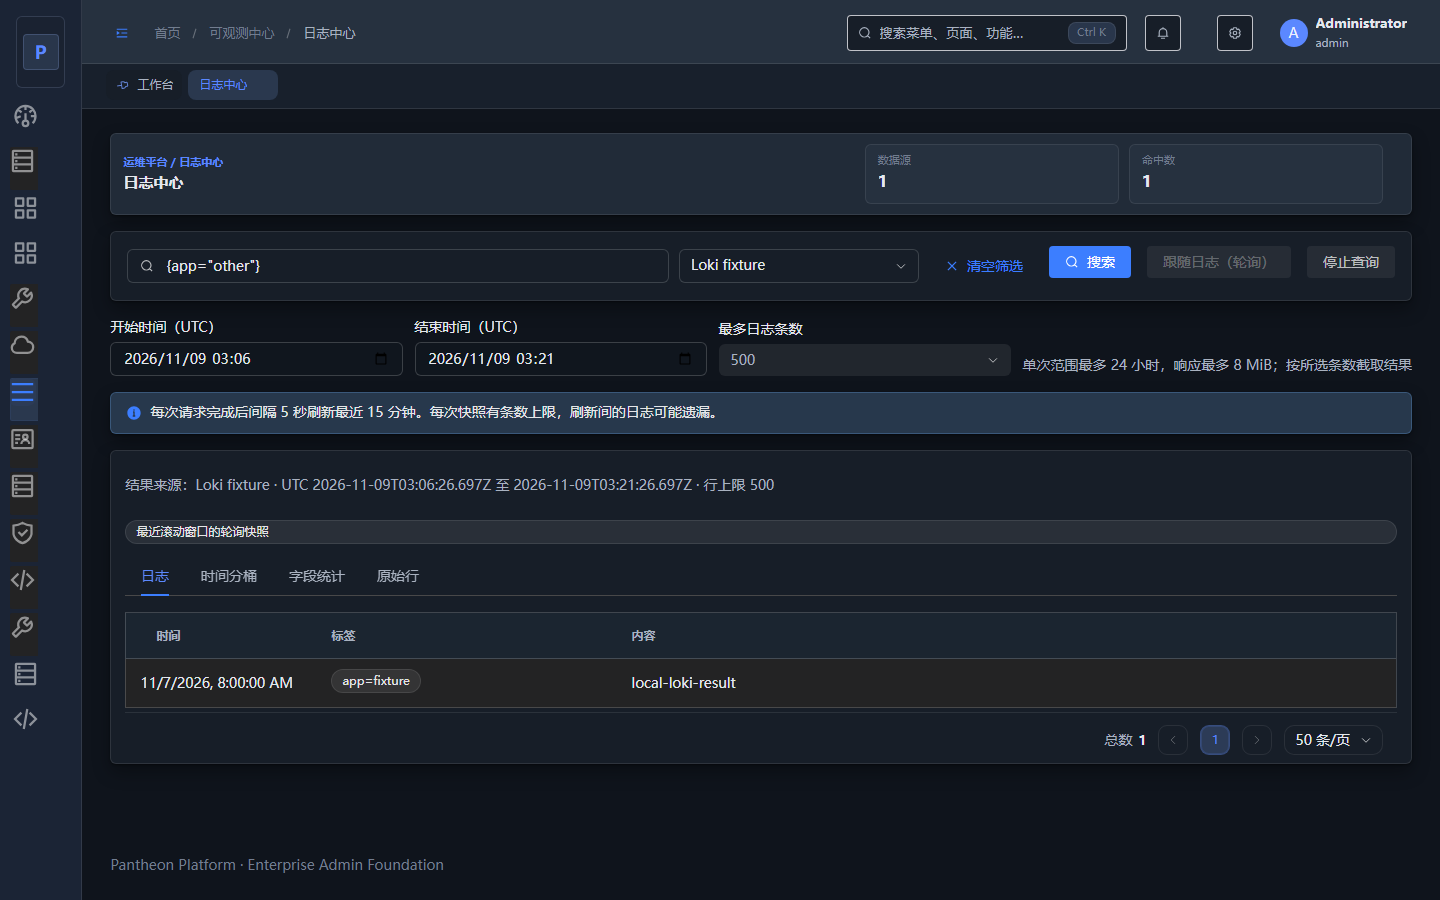 P
首页 / 可观测中心 / 日志中心
搜索菜单、页面、功能...
Ctrl K
A
Administrator
admin
工作台
日志中心
运维平台 / 日志中心
日志中心
数据源
1
命中数
1
{app="other"}
Loki fixture
清空筛选
搜索
跟随日志（轮询）
停止查询
开始时间（UTC）
2026/11/09 03:06
结束时间（UTC）
2026/11/09 03:21
最多日志条数
500
单次范围最多 24 小时，响应最多 8 MiB；按所选条数截取结果
每次请求完成后间隔 5 秒刷新最近 15 分钟。每次快照有条数上限，刷新间的日志可能遗漏。
结果来源：Loki fixture · UTC 2026-11-09T03:06:26.697Z 至 2026-11-09T03:21:26.697Z · 行上限 500
最近滚动窗口的轮询快照
日志 时间分桶 字段统计 原始行
时间 标签 内容
11/7/2026, 8:00:00 AM app=fixture local-loki-result
总数 1
1
50 条/页
Pantheon Platform · Enterprise Admin Foundation